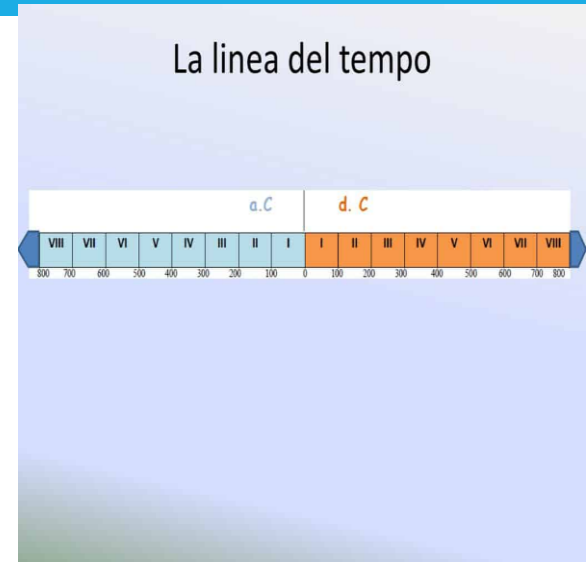 La linea del tempo
a.C d. C
VIII VII VI V IV III II I I II III IV V VI VII VIII
800 700 600 500 400 300 200 100 0 100 200 300 400 500 600 700 800